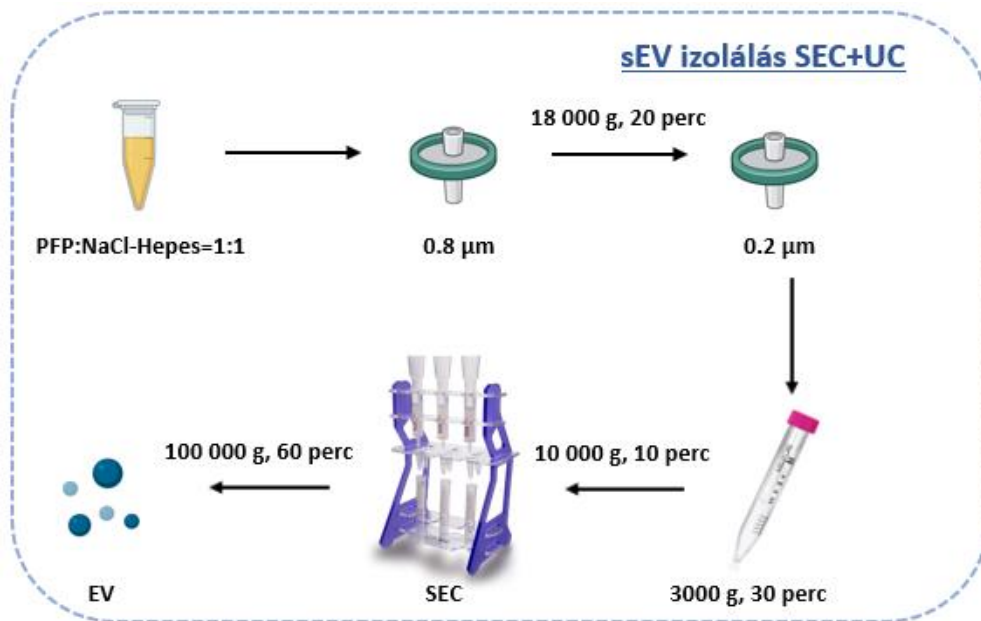 sEV izolálás SEC+UC
18 000 g, 20 perc
PFP:NaCl-Hepes=1:1
0.8 µm
0.2 µm
100 000 g, 60 perc
10 000 g, 10 perc
EV
SEC
3000 g, 30 perc